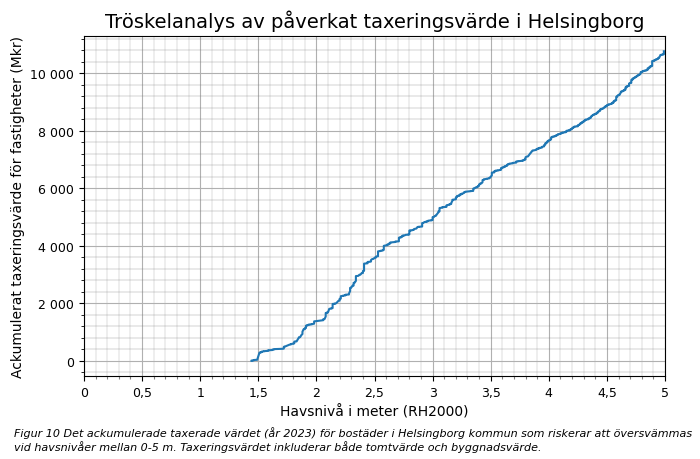 Tröskelanalys av påverkat taxeringsvärde i Helsingborg
Ackumulerat taxeringsvärde för fastigheter (Mkr)
10 000
8 000
6 000
4 000
2 000
0
0 0,5 1 1,5 2 2,5 3 3,5 4 4,5 5
Havsnivå i meter (RH2000)
Figur 10 Det ackumulerade taxerade värdet (år 2023) för bostäder i Helsingborg kommun som riskerar att översvämmas
vid havsnivåer mellan 0-5 m. Taxeringsvärdet inkluderar både tomtvärde och byggnadsvärde.